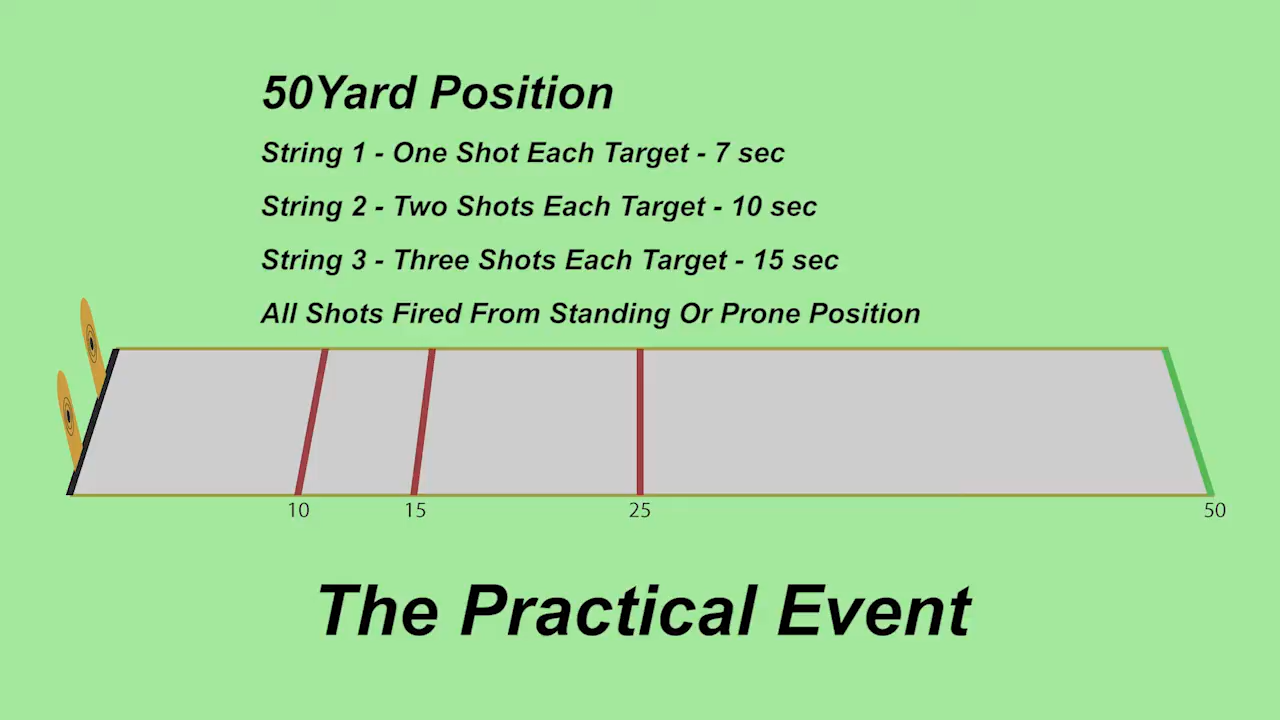 50Yard Position
String 1 - One Shot Each Target - 7 sec
String 2 - Two Shots Each Target - 10 sec
String 3 - Three Shots Each Target - 15 sec
All Shots Fired From Standing Or Prone Position
10 15 25 50
The Practical Event